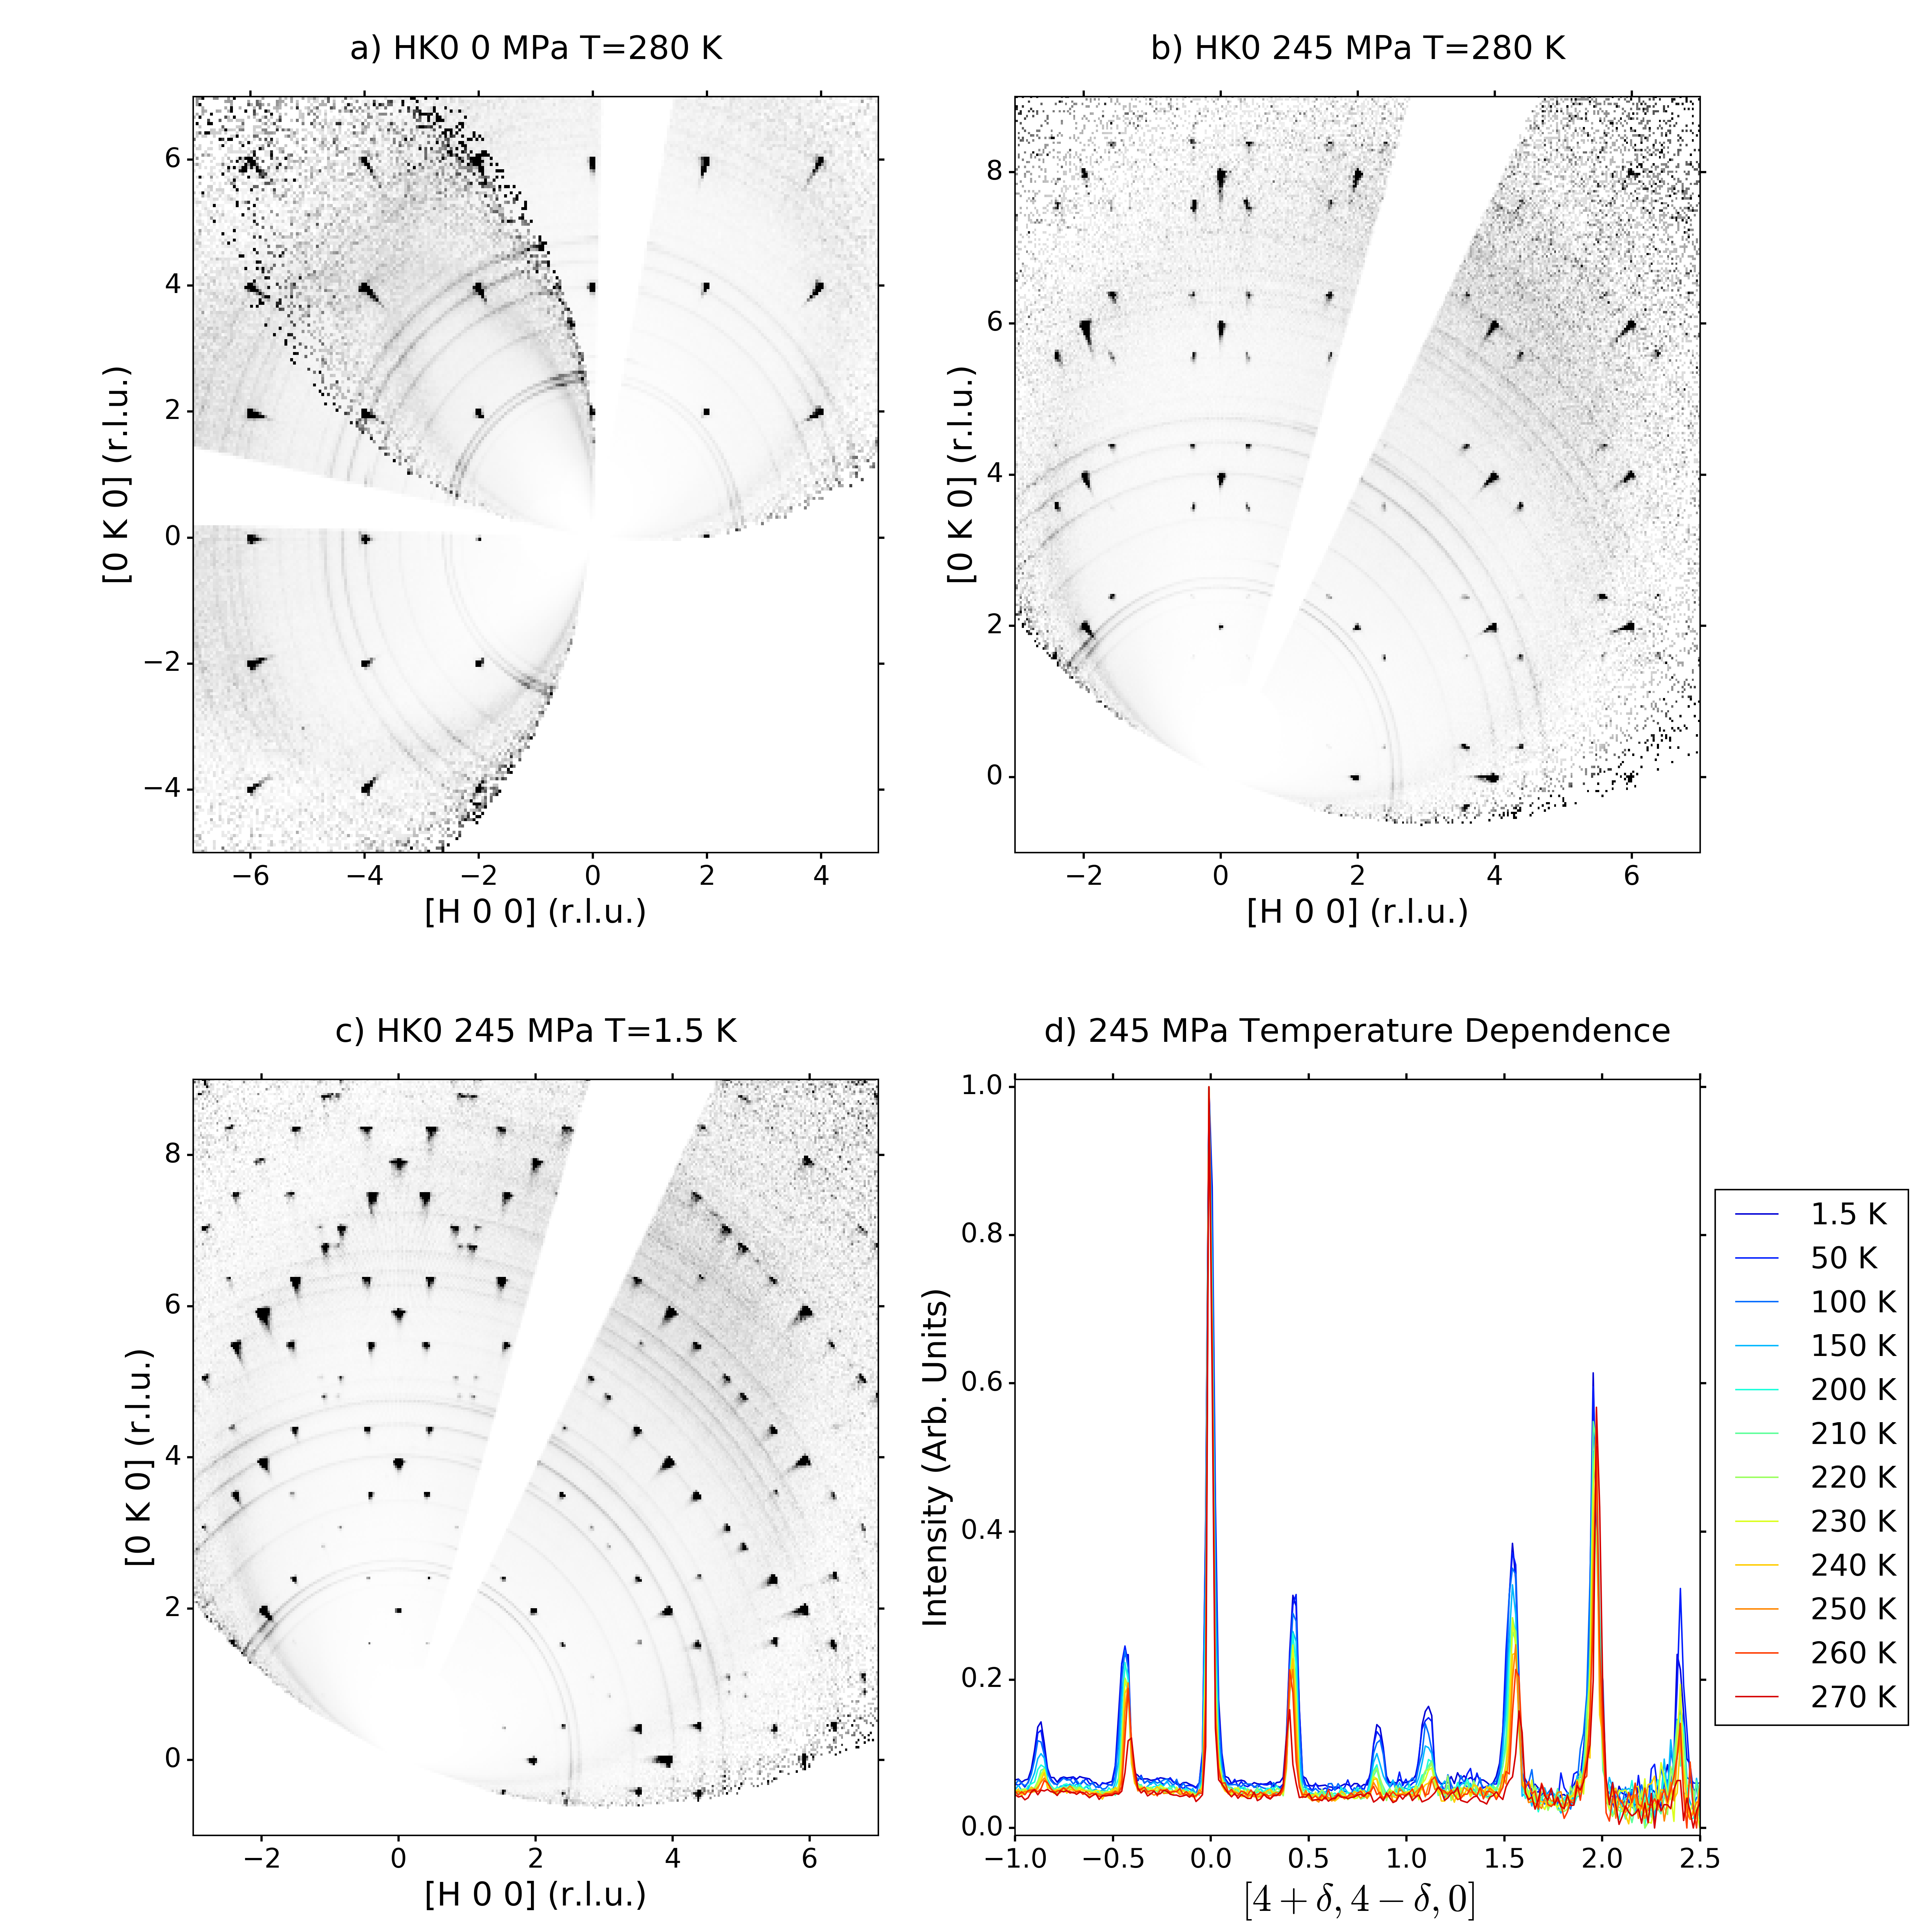 a) HK0 0 MPa T=280 K
[0 K 0] (r.l.u.)
6
4
2
0
−2
−4
−6 −4 −2 0 2 4
[H 0 0] (r.l.u.)
b) HK0 245 MPa T=280 K
[0 K 0] (r.l.u.)
8
6
4
2
0
−2 0 2 4 6
[H 0 0] (r.l.u.)
c) HK0 245 MPa T=1.5 K
[0 K 0] (r.l.u.)
8
6
4
2
0
−2 0 2 4 6
[H 0 0] (r.l.u.)
d) 245 MPa Temperature Dependence
Intensity (Arb. Units)
1.0
0.8
0.6
0.4
0.2
0.0
−1.0 −0.5 0.0 0.5 1.0 1.5 2.0 2.5
[4 + δ, 4 − δ, 0]
1.5 K
50 K
100 K
150 K
200 K
210 K
220 K
230 K
240 K
250 K
260 K
270 K